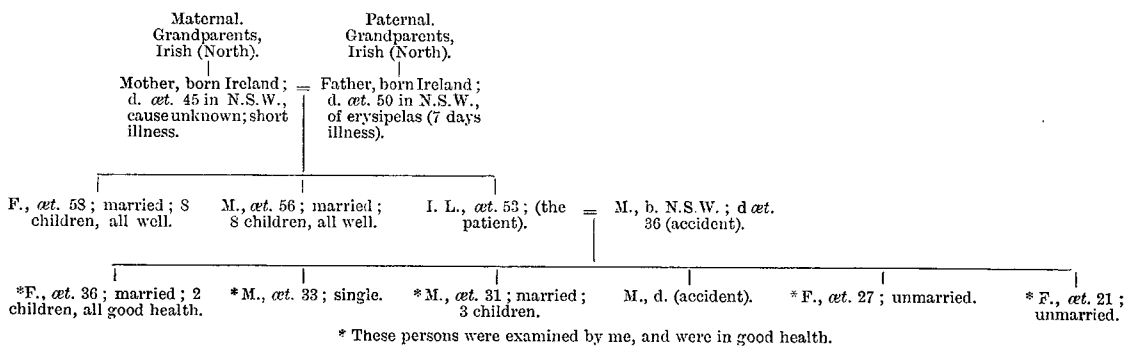 Maternal.
Grandparents,
Irish (North).
Paternal.
Grandparents,
Irish (North).
Mother, born Ireland;
d. æt. 45 in N.S.W.,
cause unknown; short
illness.
=
Father, born Ireland;
d. æt. 50 in N.S.W.,
of erysipelas (7 days
illness).
F., æt. 58; married; 8
children, all well.
M., æt. 56; married;
8 children, all well.
I. L., æt. 53; (the
patient).
=
M., b. N.S.W.; d æt.
36 (accident).
*F., æt. 36; married; 2
children, all good health.
*M., æt. 33; single.
*M., æt. 31; married;
3 children.
M., d. (accident).
*F., æt. 27; unmarried.
*F., æt. 21;
unmarried.
* These persons were examined by me, and were in good health.